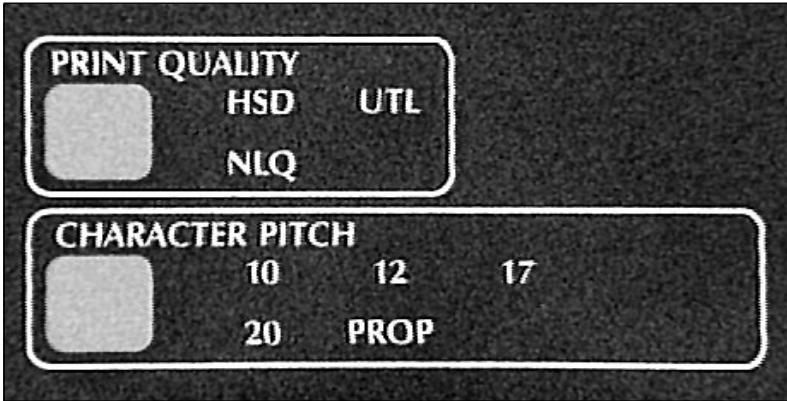 PRINT QUALITY
HSD UTL
NLQ
CHARACTER PITCH
10 12 17
20 PROP